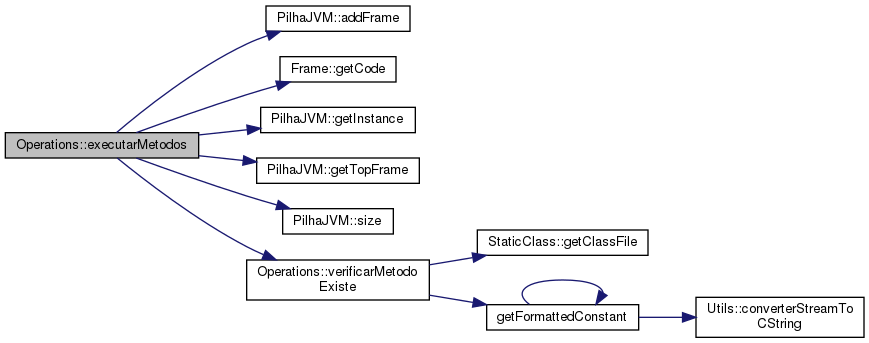 PilhaJVM::addFrame
Frame::getCode
PilhaJVM::getInstance
Operations::executarMetodos
PilhaJVM::getTopFrame
PilhaJVM::size
Operations::verificarMetodo
Existe
StaticClass::getClassFile
getFormattedConstant
Utils::converterStreamTo
CString